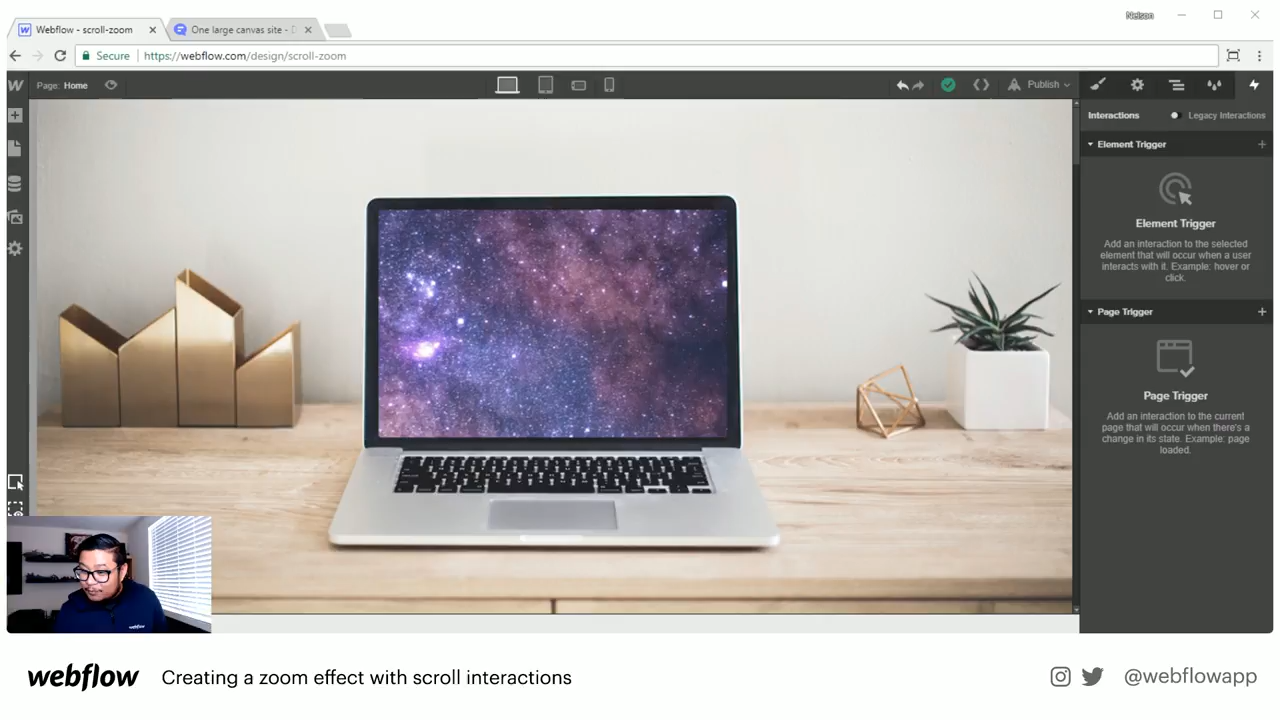 Nelson
Webflow - scroll-zoom
One large canvas site - D
Secure
https://webflow.com/design/scroll-zoom
Page: Home
Publish
Interactions
Legacy Interactions
Element Trigger
Element Trigger
Add an interaction to the selected
element that will occur when a user
interacts with it. Example: hover or
click.
Page Trigger
Page Trigger
Add an interaction to the current
page that will occur when there's a
change in its state. Example: page
loaded.
webflow
Creating a zoom effect with scroll interactions
@webflowapp